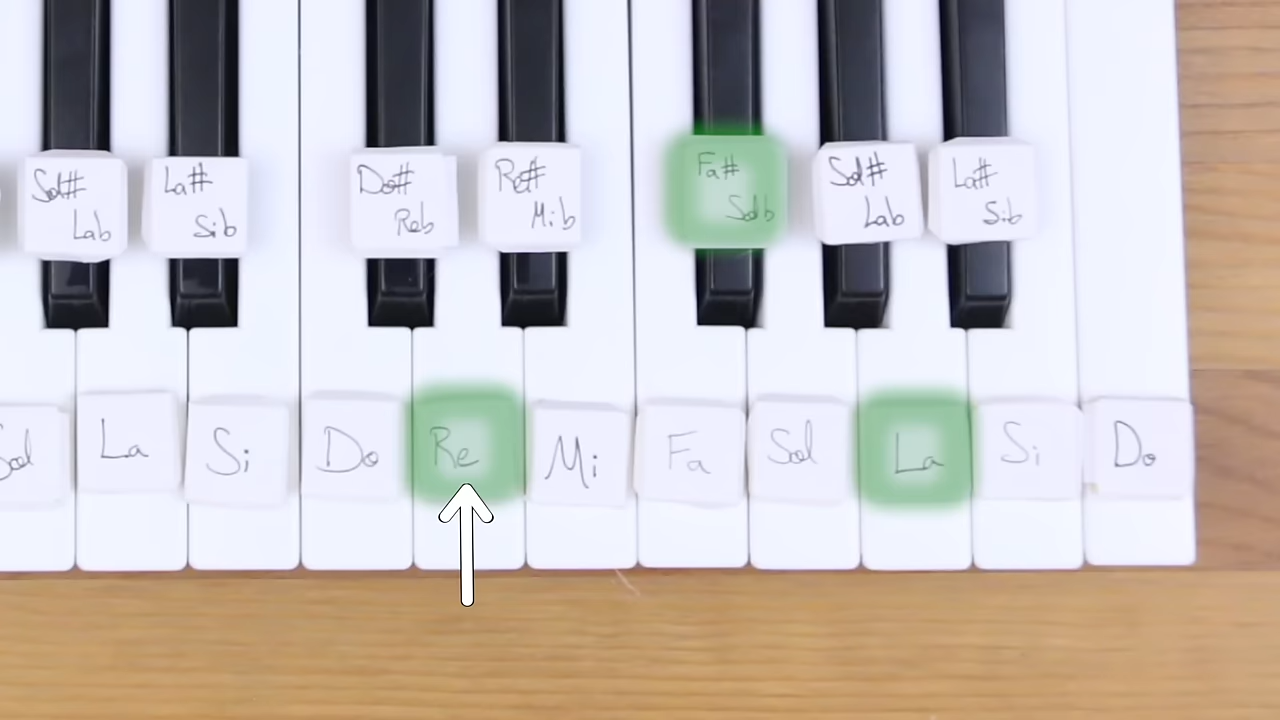 Sol#
Lab
La#
Sib
Do#
Reb
Re#
Mib
Fa#
Solb
Sol#
Lab
La#
Sib
Sol
La
Si
Do
Re
Mi
Fa
Sol
La
Si
Do